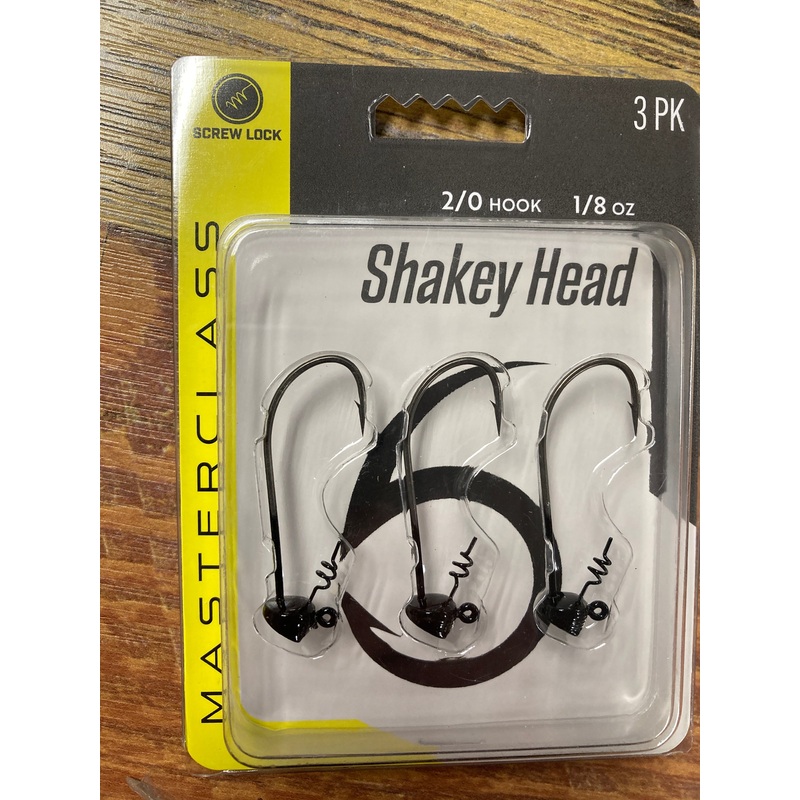 SCREW LOCK
3 PK
2/0 HOOK 1/8 OZ
Shakey Head
MASTERCLASS